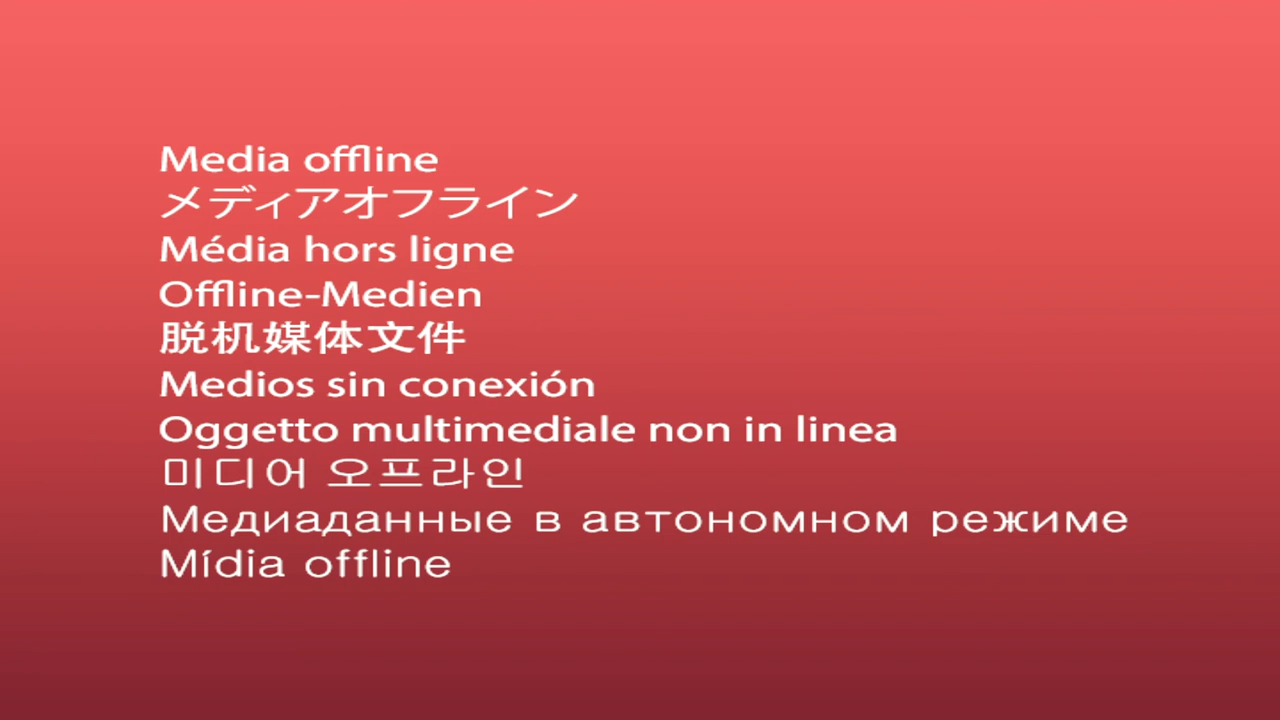 Media offline
メディアオフライン
Média hors ligne
Offline-Medien
脱机媒体文件
Medios sin conexión
Oggetto multimediale non in linea
미디어 오프라인
Медиаданные в автономном режиме
Mídia offline